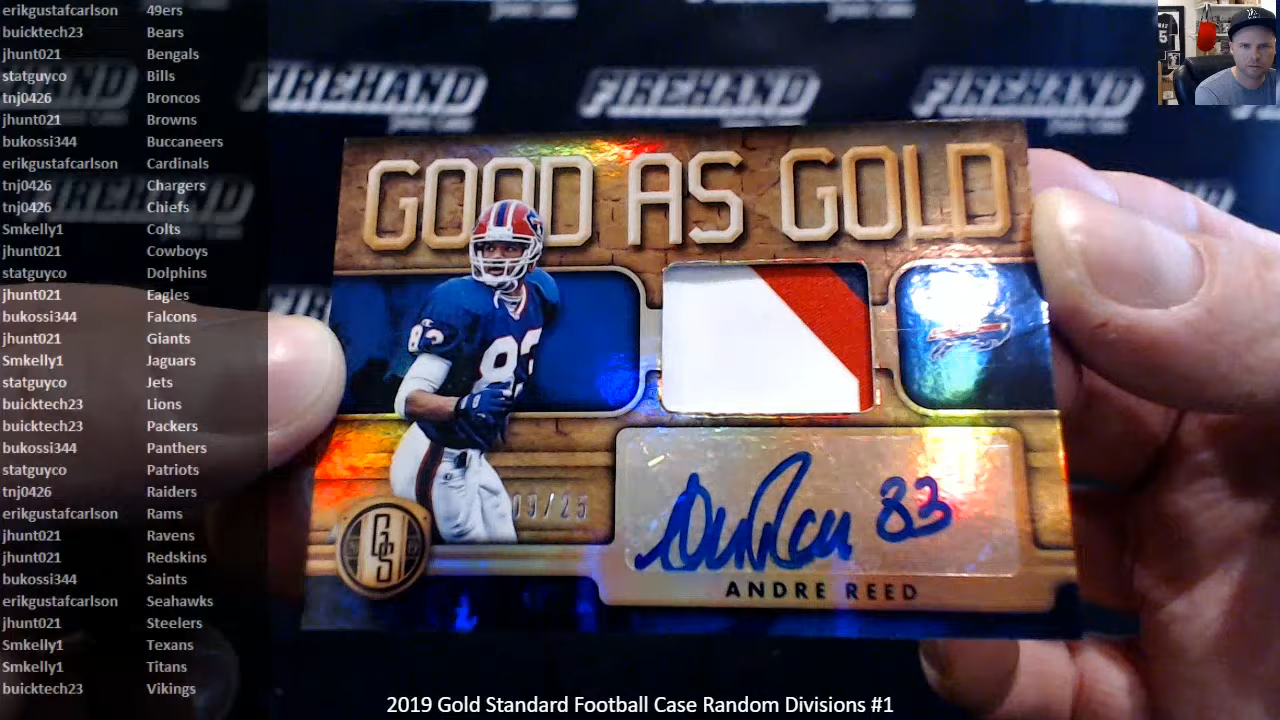 erikgustafcarlson 49ers
buicktech23 Bears
jhunt021 Bengals
statguyco Bills
tnj0426 Broncos
jhunt021 Browns
bukossi344 Buccaneers
erikgustafcarlson Cardinals
tnj0426 Chargers
tnj0426 Chiefs
Smkelly1 Colts
jhunt021 Cowboys
statguyco Dolphins
jhunt021 Eagles
bukossi344 Falcons
jhunt021 Giants
Smkelly1 Jaguars
statguyco Jets
buicktech23 Lions
buicktech23 Packers
bukossi344 Panthers
statguyco Patriots
tnj0426 Raiders
erikgustafcarlson Rams
jhunt021 Ravens
jhunt021 Redskins
bukossi344 Saints
erikgustafcarlson Seahawks
jhunt021 Steelers
Smkelly1 Texans
Smkelly1 Titans
buicktech23 Vikings
FIREHAND FIREHAND FIREHAND
FIREHAND
GOOD AS GOLD
83
83
09/25
GS
83
ANDRE REED
2019 Gold Standard Football Case Random Divisions #1